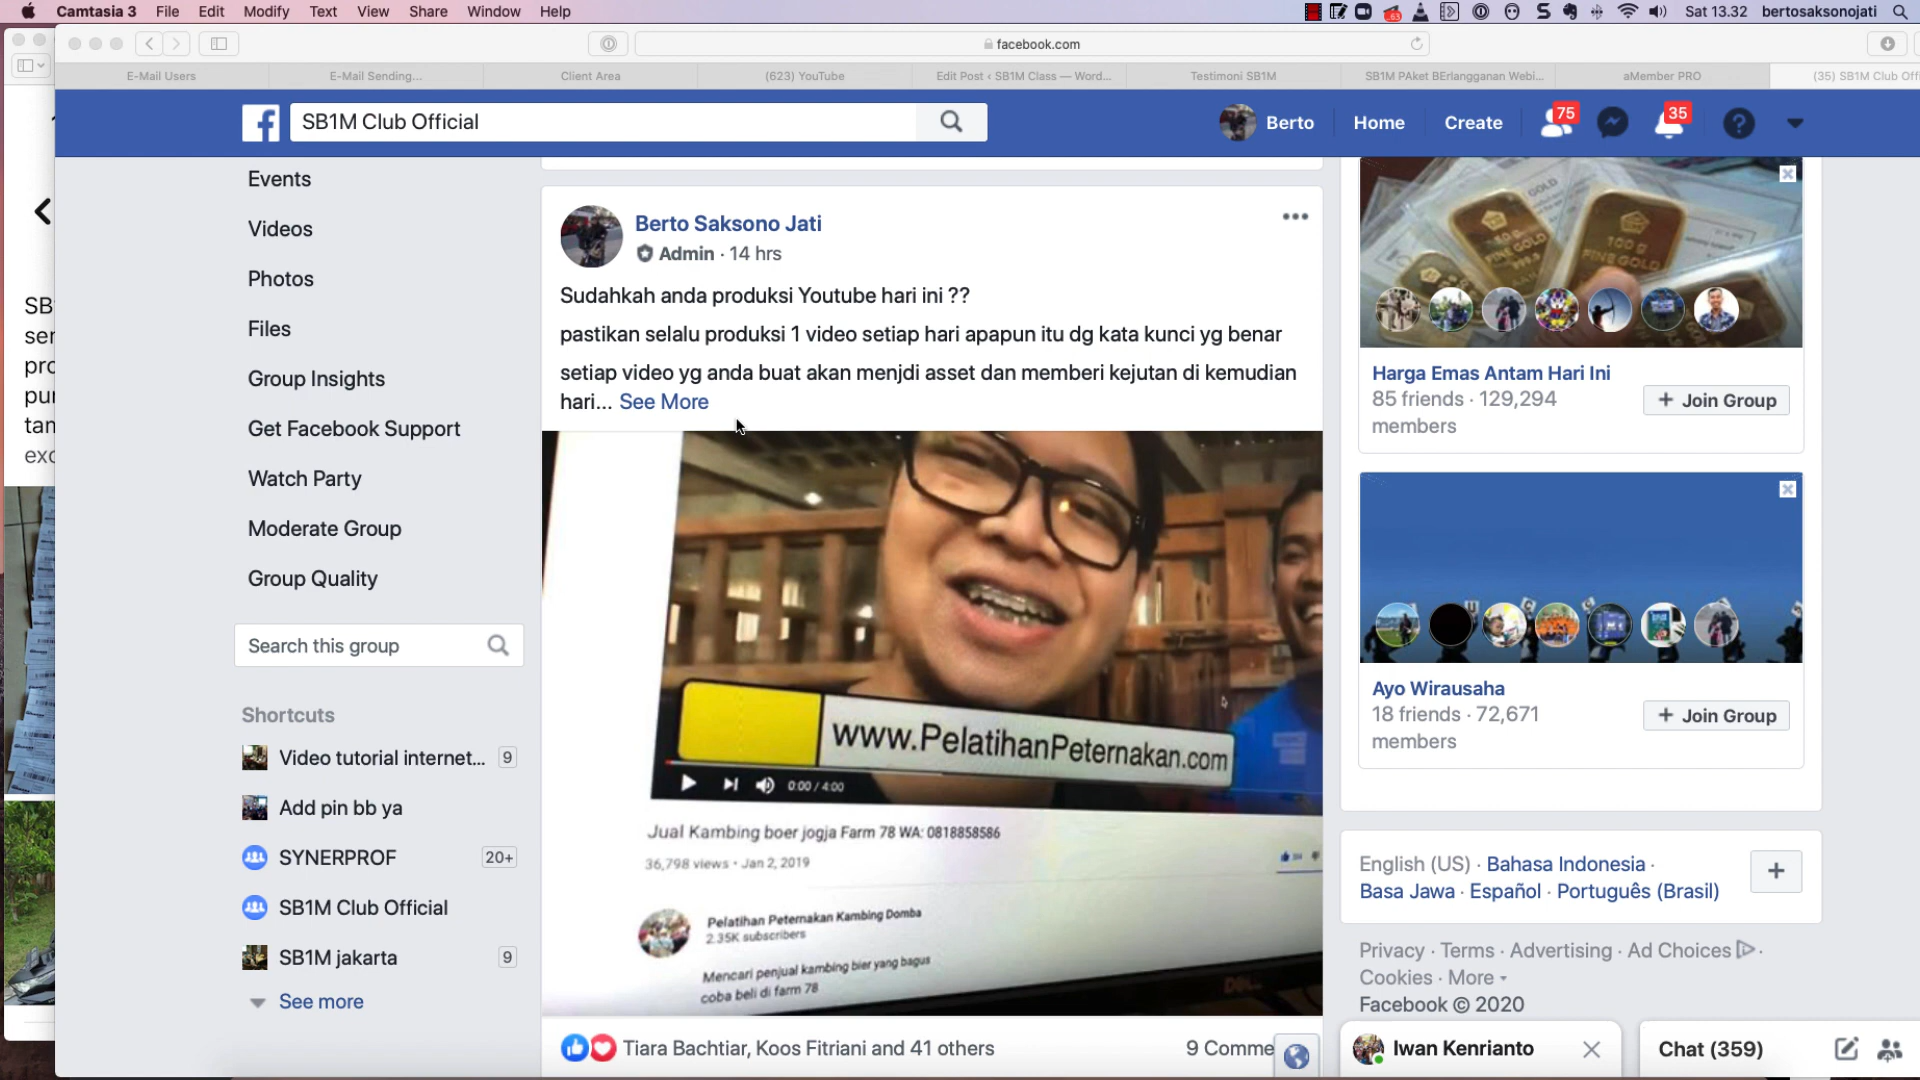 Camtasia 3 File Edit Modify Text View Share Window Help
Sat 13.32 bertosaksonojati
facebook.com
E-Mail Users
E-Mail Sending...
Client Area
(623) YouTube
Edit Post ‹ SB1M Class — Word...
Testimoni SB1M
SB1M PAket BErlangganan Webi...
aMember PRO
(35) SB1M Club Offi
SB1M Club Official
Berto
Home
Create
75
35
Events
Videos
Photos
Files
Group Insights
Get Facebook Support
Watch Party
Moderate Group
Group Quality
Search this group
Shortcuts
Video tutorial internet... 9
Add pin bb ya
SYNERPROF 20+
SB1M Club Official
SB1M jakarta 9
See more
Berto Saksono Jati
Admin · 14 hrs
Sudahkah anda produksi Youtube hari ini ??
pastikan selalu produksi 1 video setiap hari apapun itu dg kata kunci yg benar
setiap video yg anda buat akan menjdi asset dan memberi kejutan di kemudian
hari... See More
www.PelatihanPeternakan.com
0:00 / 4:00
Jual Kambing boer jogja Farm 78 WA: 0818858586
36,798 views • Jan 2, 2019
Pelatihan Peternakan Kambing Domba
2.35K subscribers
Mencari penjual kambing bier yang bagus
coba beli di farm 78
Tiara Bachtiar, Koos Fitriani and 41 others
9 Comme
Harga Emas Antam Hari Ini
85 friends · 129,294
members
+ Join Group
Ayo Wirausaha
18 friends · 72,671
members
+ Join Group
English (US) · Bahasa Indonesia ·
Basa Jawa · Español · Português (Brasil)
Privacy · Terms · Advertising · Ad Choices ·
Cookies · More
Facebook © 2020
Iwan Kenrianto
Chat (359)